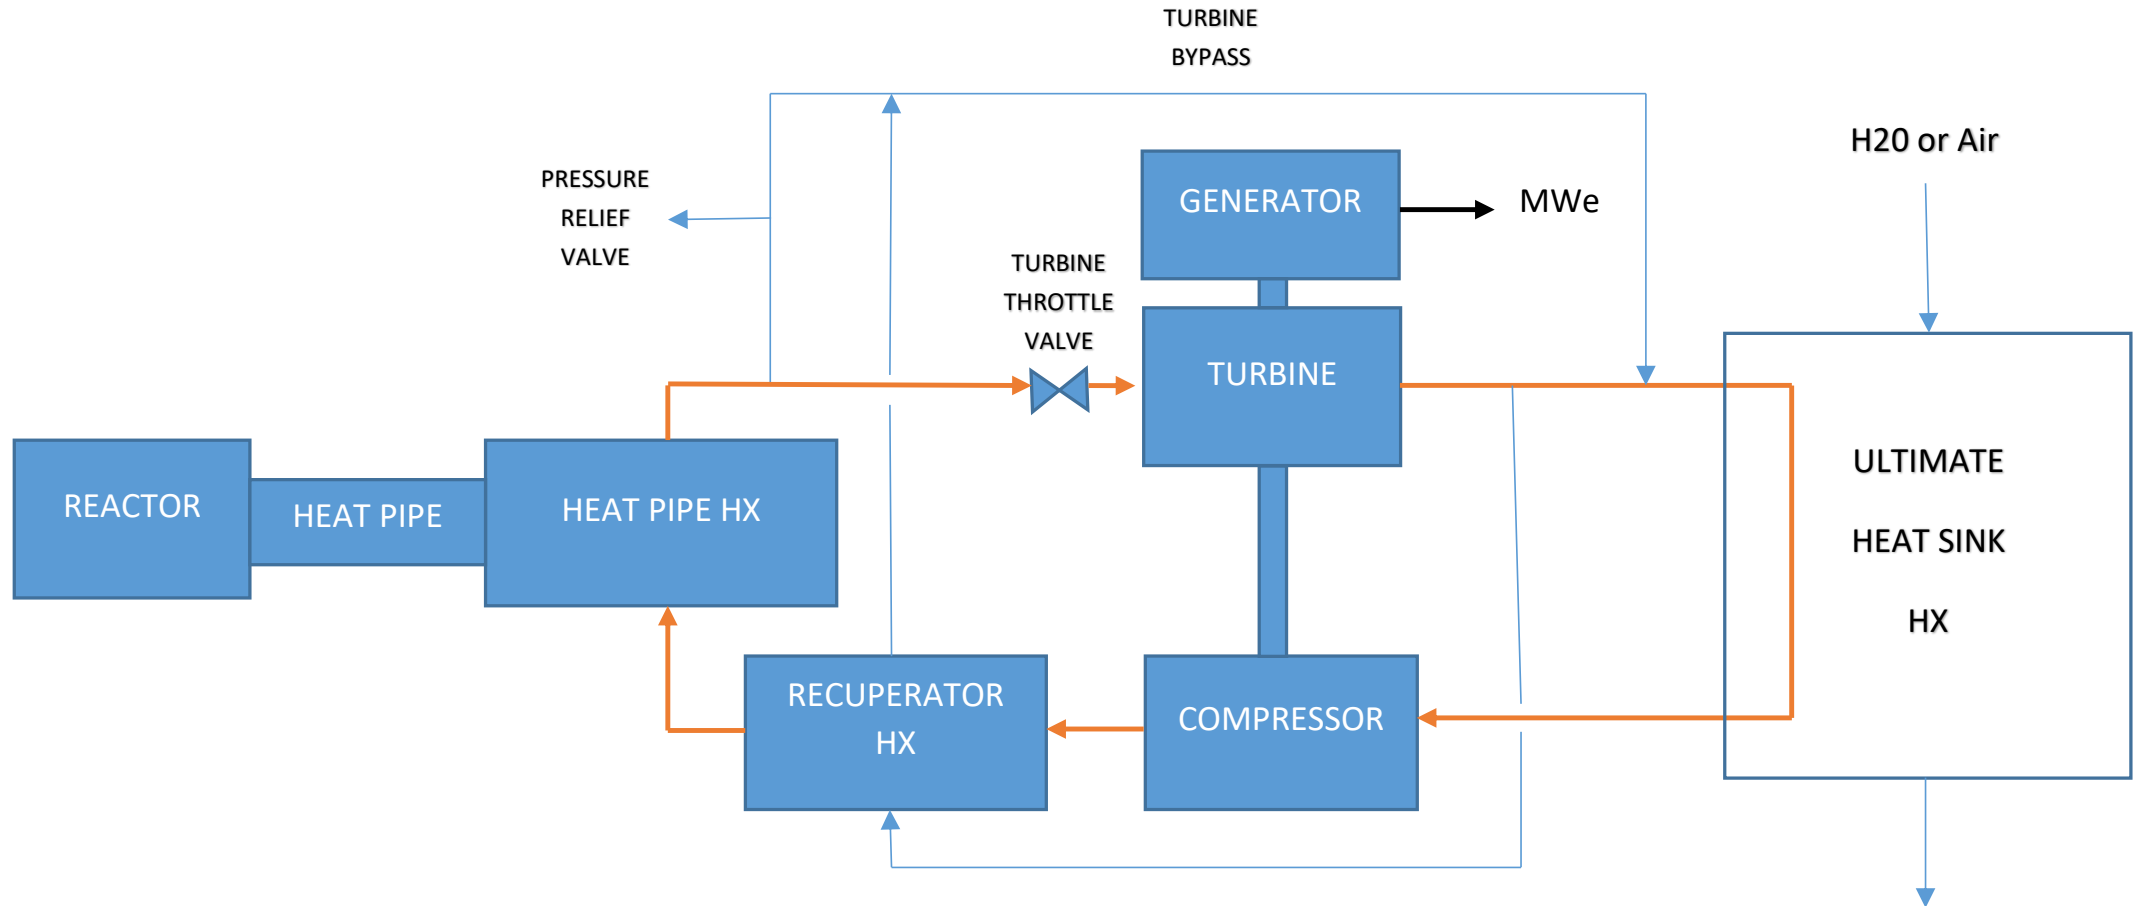 TURBINE
BYPASS
H20 or Air
PRESSURE
RELIEF
VALVE
GENERATOR
MWe
TURBINE
THROTTLE
VALVE
TURBINE
REACTOR
HEAT PIPE
HEAT PIPE HX
ULTIMATE
HEAT SINK
HX
RECUPERATOR
HX
COMPRESSOR